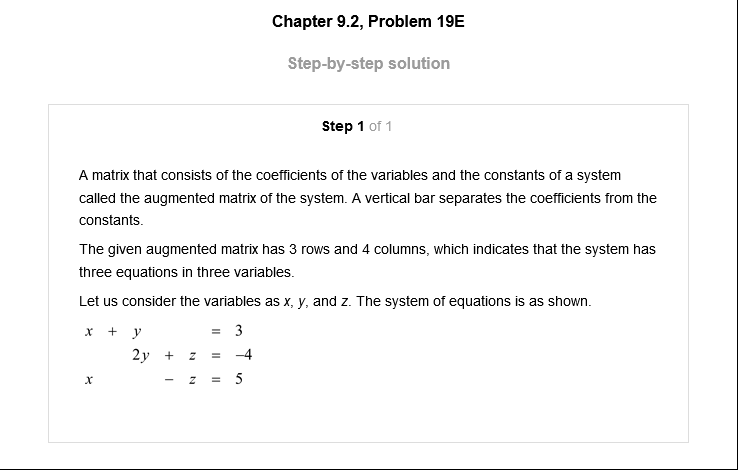 Chapter 9.2, Problem 19E
Step-by-step solution
Step 1 of 1
A matrix that consists of the coefficients of the variables and the constants of a system
called the augmented matrix of the system. A vertical bar separates the coefficients from the
constants.
The given augmented matrix has 3 rows and 4 columns, which indicates that the system has
three equations in three variables.
Let us consider the variables as x, y, and z. The system of equations is as shown.
x + y = 3
2y + z = −4
x − z = 5